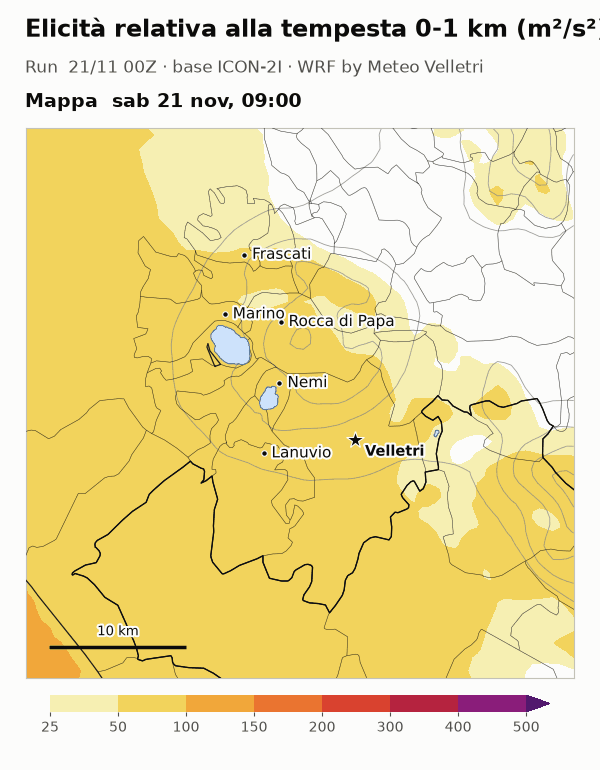 Elicità relativa alla tempesta 0-1 km (m²/s²)
Run  21/11 00Z · base ICON-2I · WRF by Meteo Velletri
Mappa  sab 21 nov, 09:00
Frascati
Marino
Rocca di Papa
Nemi
Velletri
Lanuvio
10 km
25 50 100 150 200 300 400 500